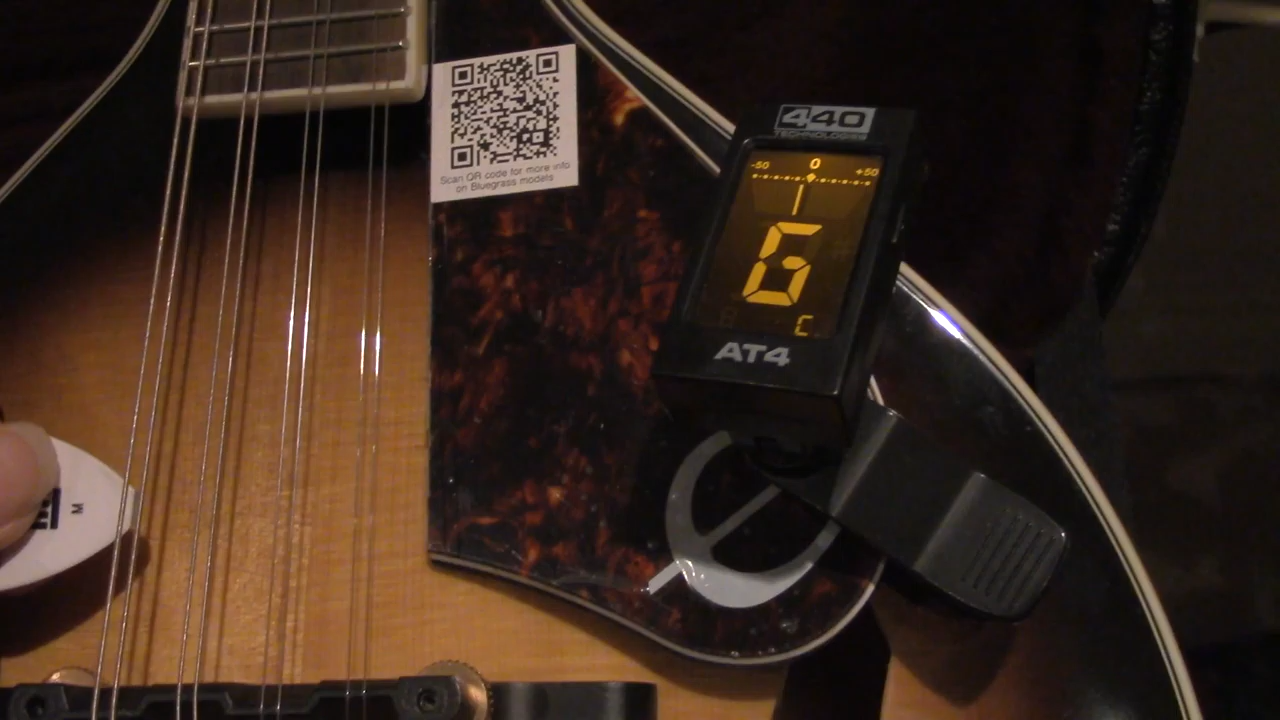 440
TECHNOLOGIES
-50 0 +50
G
C
AT4
Scan QR code for more info
on Bluegrass models
M